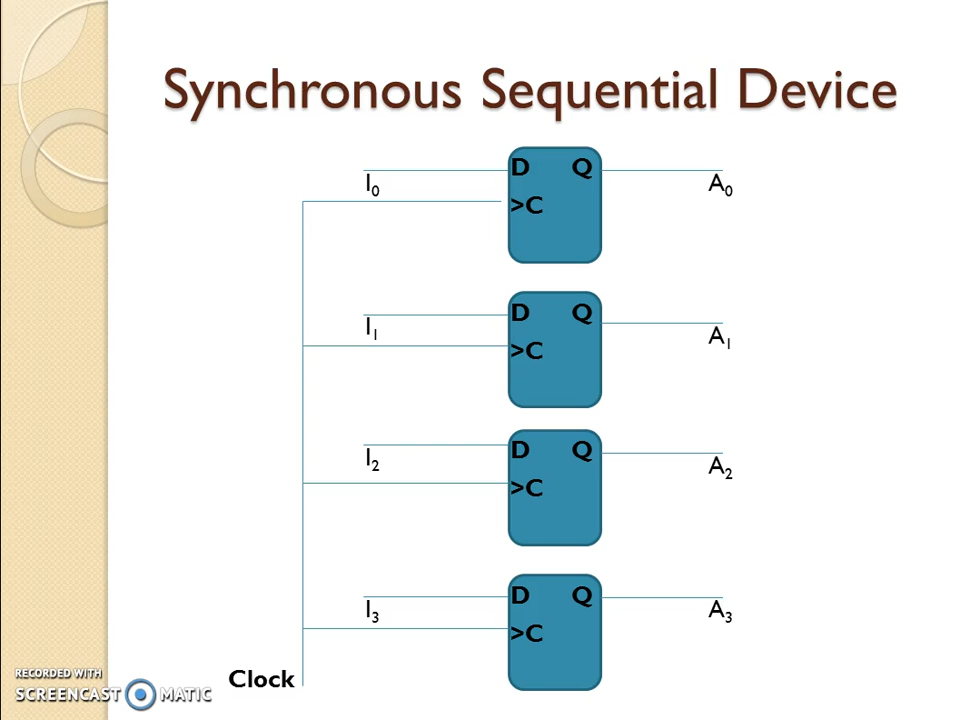 Synchronous Sequential Device
D Q
I0 A0
>C
D Q
I1 A1
>C
D Q
I2 A2
>C
D Q
I3 A3
>C
Clock
RECORDED WITH
SCREENCAST MATIC